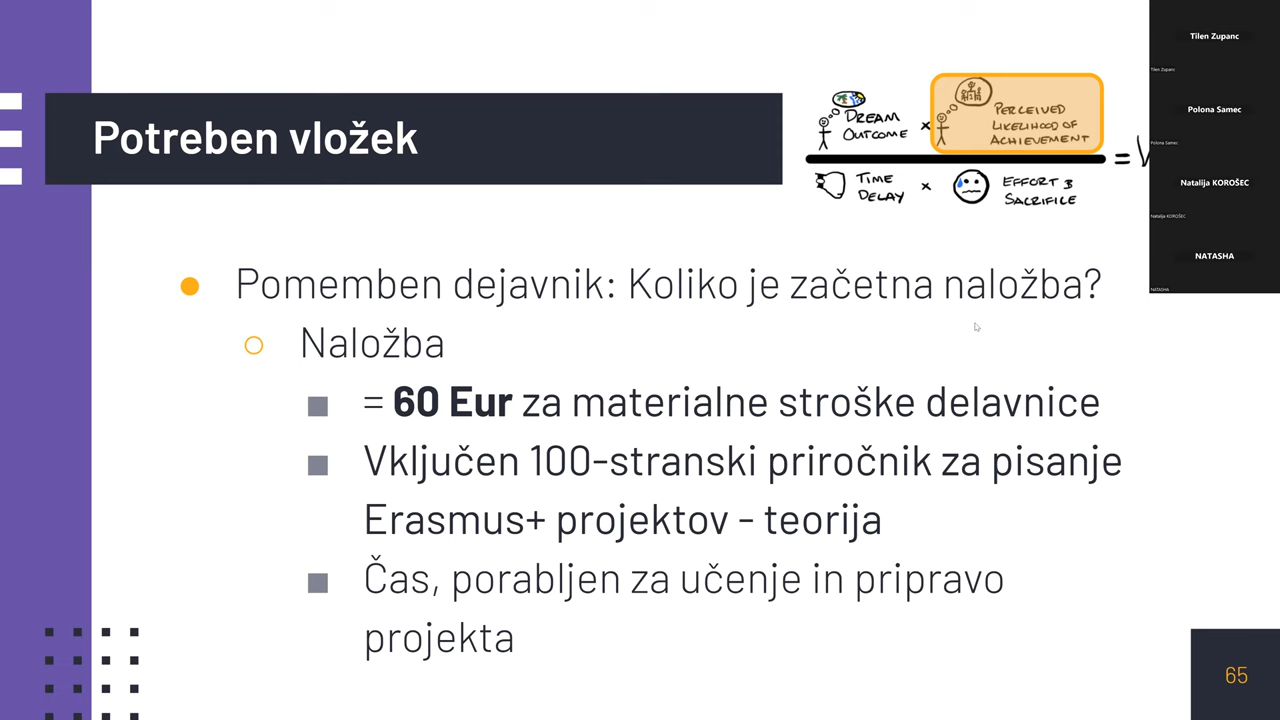 Potreben vložek
DREAM
OUTCOME
x
PERCEIVED
LIKELIHOOD OF
ACHIEVEMENT
TIME
DELAY
x
EFFORT &
SACRIFICE
=
Pomemben dejavnik: Koliko je začetna naložba?
Naložba
= 60 Eur za materialne stroške delavnice
Vključen 100-stranski priročnik za pisanje
Erasmus+ projektov - teorija
Čas, porabljen za učenje in pripravo
projekta
65
Tilen Zupanc
Tilen Zupanc
Polona Samec
Polona Samec
Natalija KOROŠEC
Natalija KOROŠEC
NATASHA
NATASHA